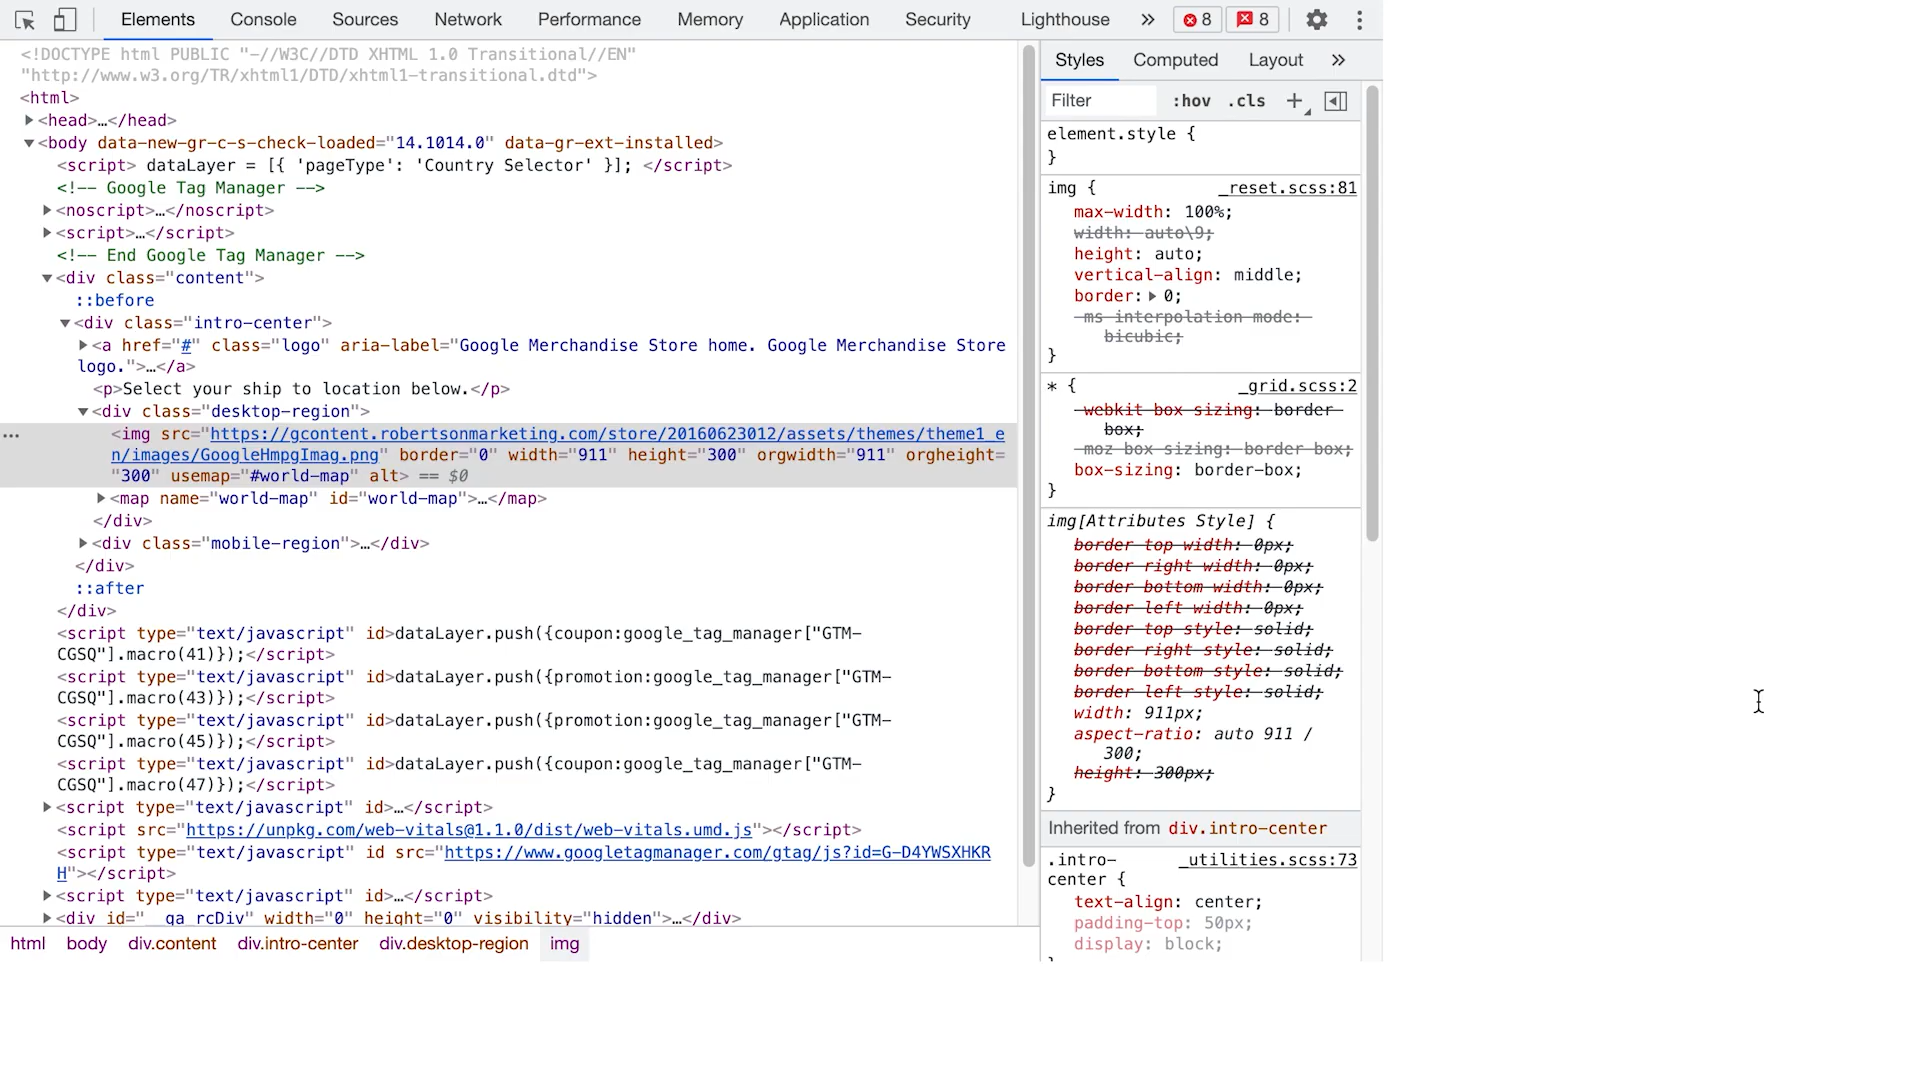 Elements Console Sources Network Performance Memory Application Security Lighthouse » 8 8
<!DOCTYPE html PUBLIC "-//W3C//DTD XHTML 1.0 Transitional//EN"
"http://www.w3.org/TR/xhtml1/DTD/xhtml1-transitional.dtd">
<html>
<head>…</head>
<body data-new-gr-c-s-check-loaded="14.1014.0" data-gr-ext-installed>
<script> dataLayer = [{ 'pageType': 'Country Selector' }]; </script>
<!-- Google Tag Manager -->
<noscript>…</noscript>
<script>…</script>
<!-- End Google Tag Manager -->
<div class="content">
::before
<div class="intro-center">
<a href="#" class="logo" aria-label="Google Merchandise Store home. Google Merchandise Store
logo.">…</a>
<p>Select your ship to location below.</p>
<div class="desktop-region">
… <img src="https://gcontent.robertsonmarketing.com/store/20160623012/assets/themes/theme1_e
n/images/GoogleHmpgImag.png" border="0" width="911" height="300" orgwidth="911" orgheight=
"300" usemap="#world-map" alt> == $0
<map name="world-map" id="world-map">…</map>
</div>
<div class="mobile-region">…</div>
</div>
::after
</div>
<script type="text/javascript" id>dataLayer.push({coupon:google_tag_manager["GTM-
CGSQ"].macro(41)});</script>
<script type="text/javascript" id>dataLayer.push({promotion:google_tag_manager["GTM-
CGSQ"].macro(43)});</script>
<script type="text/javascript" id>dataLayer.push({promotion:google_tag_manager["GTM-
CGSQ"].macro(45)});</script>
<script type="text/javascript" id>dataLayer.push({coupon:google_tag_manager["GTM-
CGSQ"].macro(47)});</script>
<script type="text/javascript" id>…</script>
<script src="https://unpkg.com/web-vitals@1.1.0/dist/web-vitals.umd.js"></script>
<script type="text/javascript" id src="https://www.googletagmanager.com/gtag/js?id=G-D4YWSXHKR
H"></script>
<script type="text/javascript" id>…</script>
<div id="__ga_rcDiv" width="0" height="0" visibility="hidden">…</div>
html body div.content div.intro-center div.desktop-region img
Styles Computed Layout »
Filter :hov .cls +
element.style {
}
img { _reset.scss:81
max-width: 100%;
width: auto\9;
height: auto;
vertical-align: middle;
border: 0;
-ms-interpolation-mode:
bicubic;
}
* { _grid.scss:2
-webkit-box-sizing: border-
box;
-moz-box-sizing: border-box;
box-sizing: border-box;
}
img[Attributes Style] {
border-top-width: 0px;
border-right-width: 0px;
border-bottom-width: 0px;
border-left-width: 0px;
border-top-style: solid;
border-right-style: solid;
border-bottom-style: solid;
border-left-style: solid;
width: 911px;
aspect-ratio: auto 911 /
300;
height: 300px;
}
Inherited from div.intro-center
.intro- _utilities.scss:73
center {
text-align: center;
padding-top: 50px;
display: block;
}